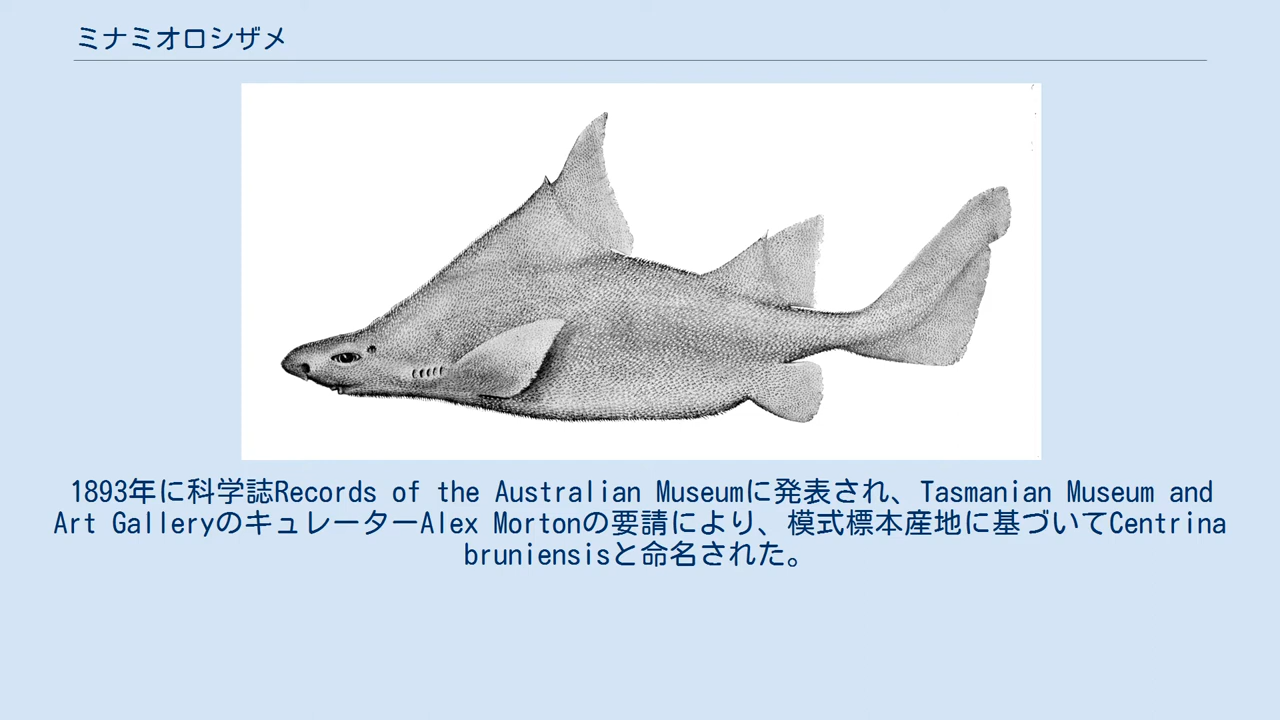 ミナミオロシザメ
1893年に科学誌Records of the Australian Museumに発表され、Tasmanian Museum and
Art GalleryのキュレーターAlex Mortonの要請により、模式標本産地に基づいてCentrina
bruniensisと命名された。